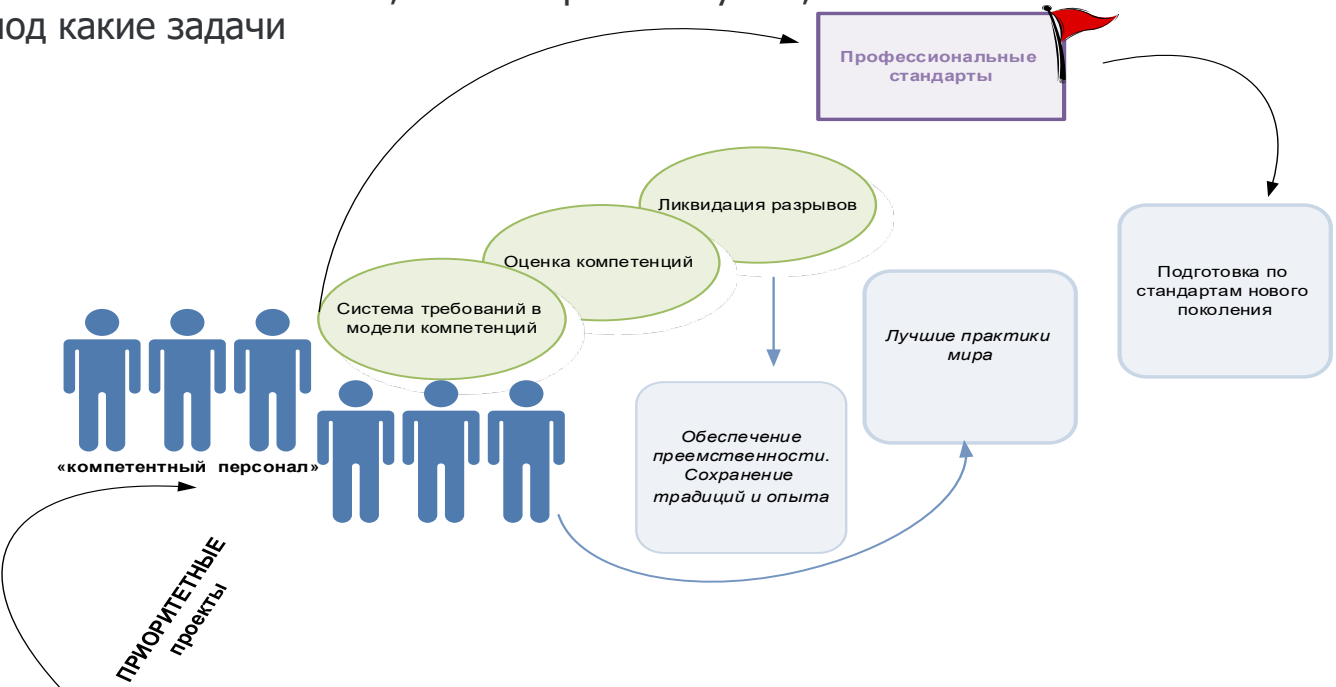 под какие задачи
Профессиональные
стандарты
Ликвидация разрывов
Оценка компетенций
Система требований в
модели компетенций
Подготовка по
стандартам нового
поколения
Лучшие практики
мира
Обеспечение
преемственности.
Сохранение
традиций и опыта
«компетентный персонал»
ПРИОРИТЕТНЫЕ
проекты